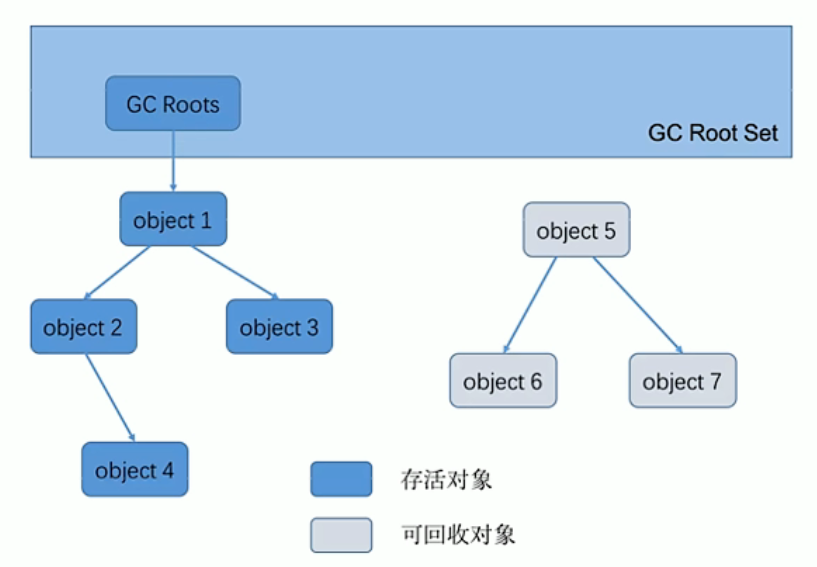 GC Roots
GC Root Set
object 1
object 5
object 2
object 3
object 6
object 7
object 4
存活对象
可回收对象